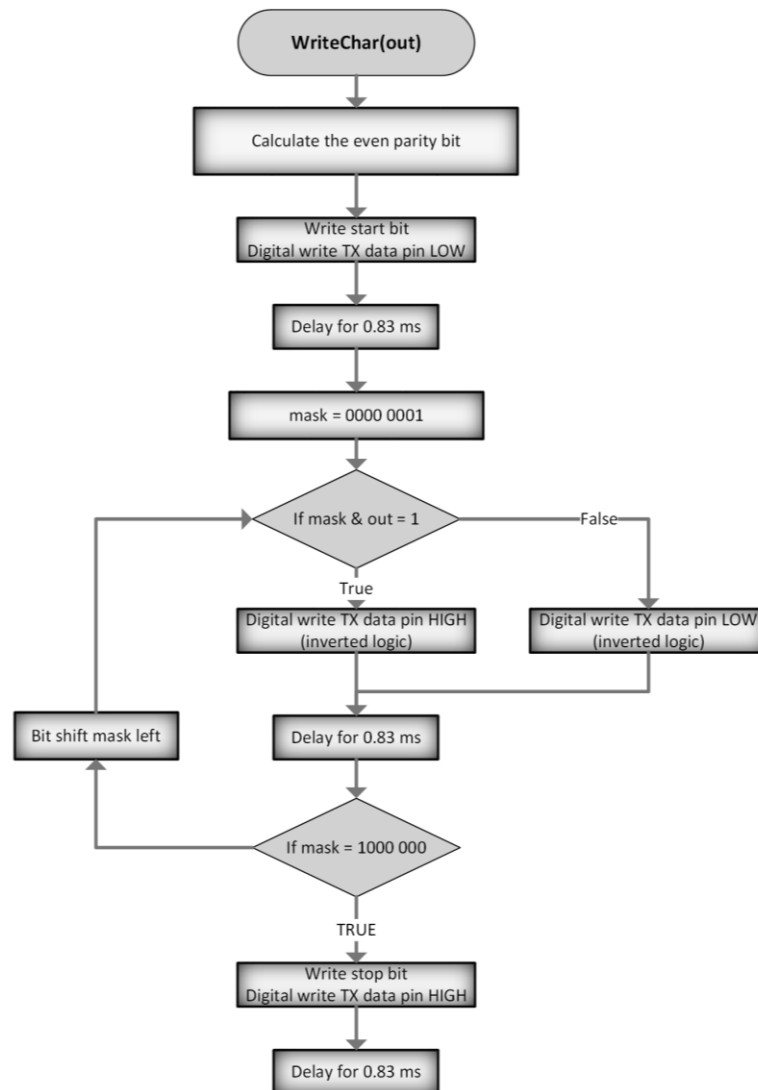 WriteChar(out)
Calculate the even parity bit
Write start bit
Digital write TX data pin LOW
Delay for 0.83 ms
mask = 0000 0001
If mask & out = 1
False
True
Digital write TX data pin HIGH
(inverted logic)
Digital write TX data pin LOW
(inverted logic)
Bit shift mask left
Delay for 0.83 ms
If mask = 1000 000
TRUE
Write stop bit
Digital write TX data pin HIGH
Delay for 0.83 ms